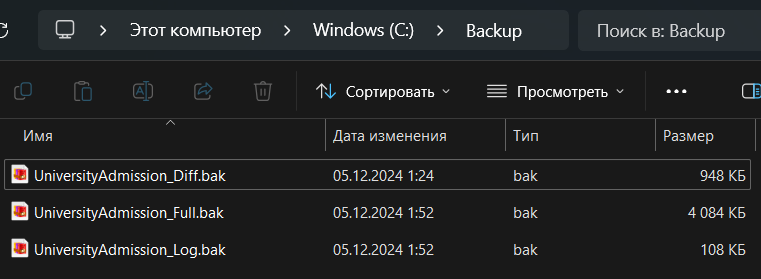 Этот компьютер > Windows (C:) > Backup Поиск в: Backup
Сортировать Просмотреть •••
Имя Дата изменения Тип Размер
UniversityAdmission_Diff.bak 05.12.2024 1:24 bak 948 КБ
UniversityAdmission_Full.bak 05.12.2024 1:52 bak 4 084 КБ
UniversityAdmission_Log.bak 05.12.2024 1:52 bak 108 КБ